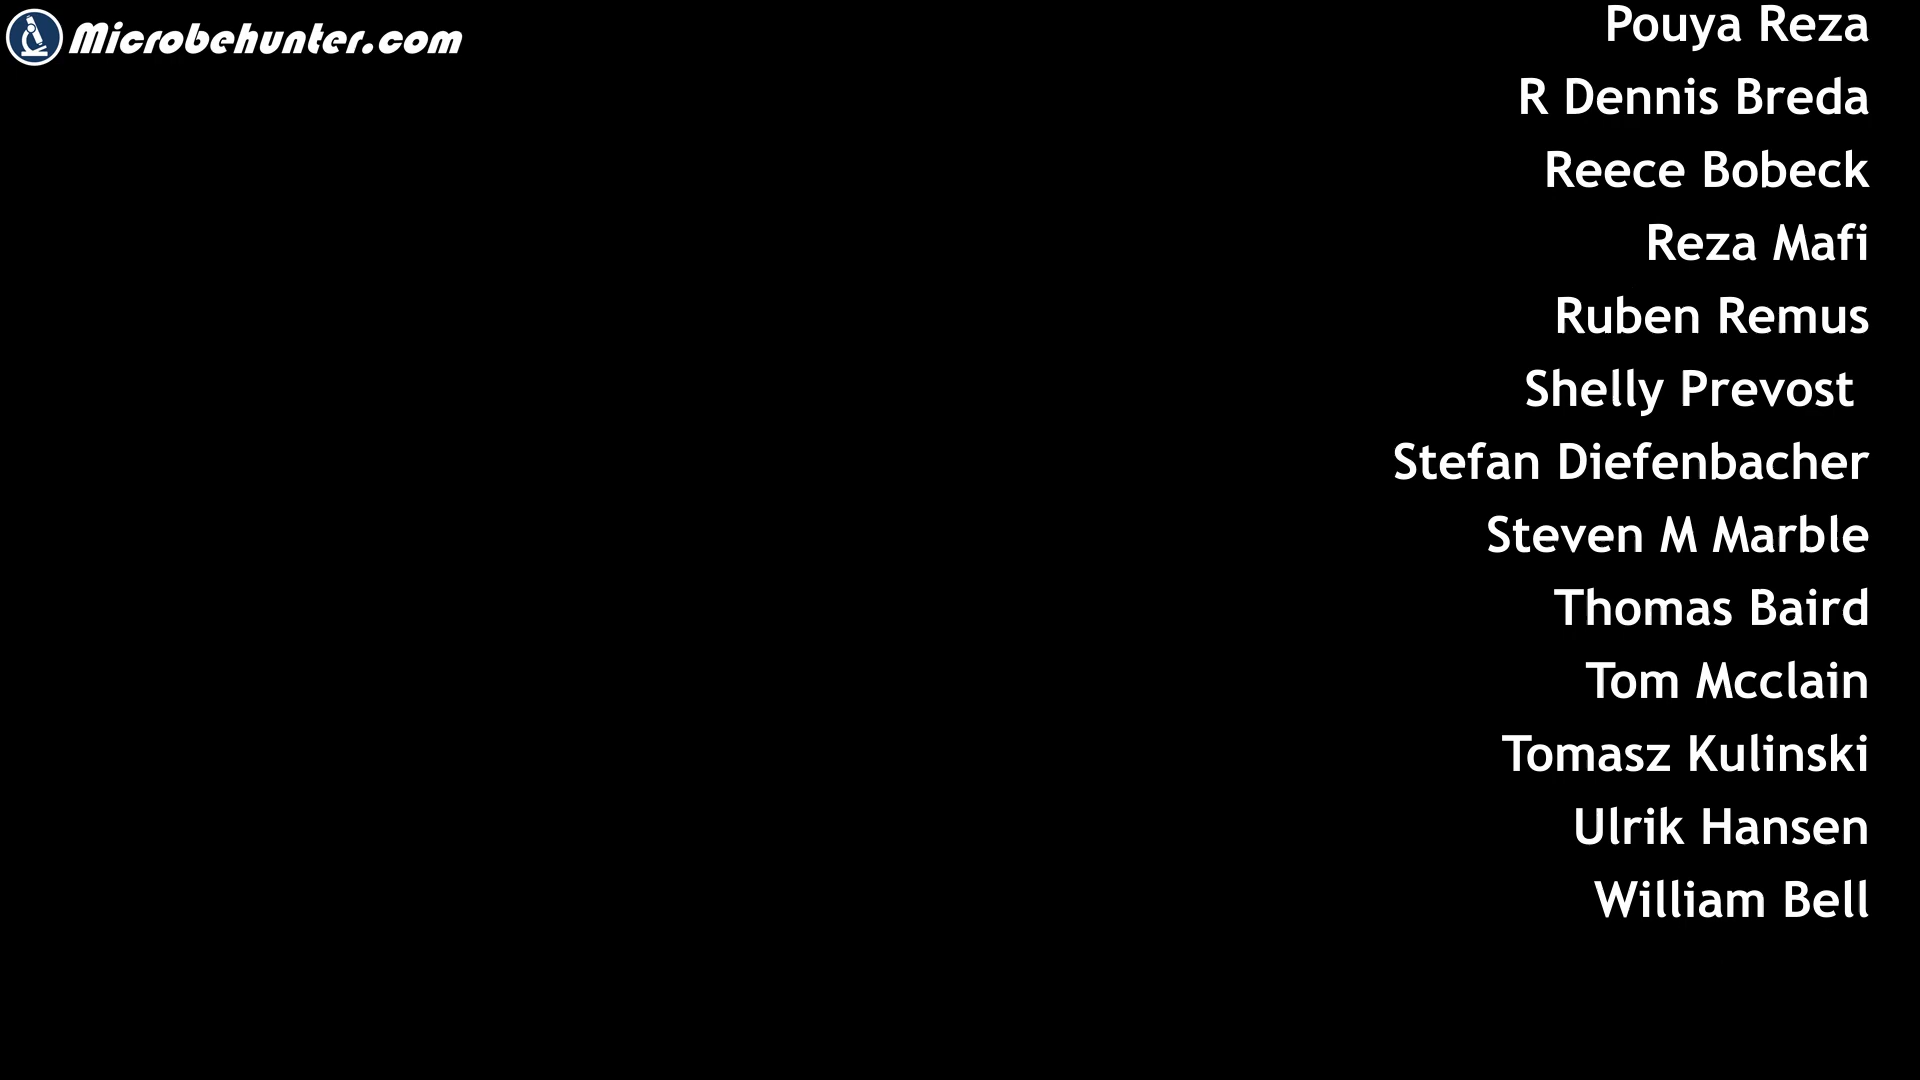 Microbehunter.com
Pouya Reza
R Dennis Breda
Reece Bobeck
Reza Mafi
Ruben Remus
Shelly Prevost
Stefan Diefenbacher
Steven M Marble
Thomas Baird
Tom Mcclain
Tomasz Kulinski
Ulrik Hansen
William Bell